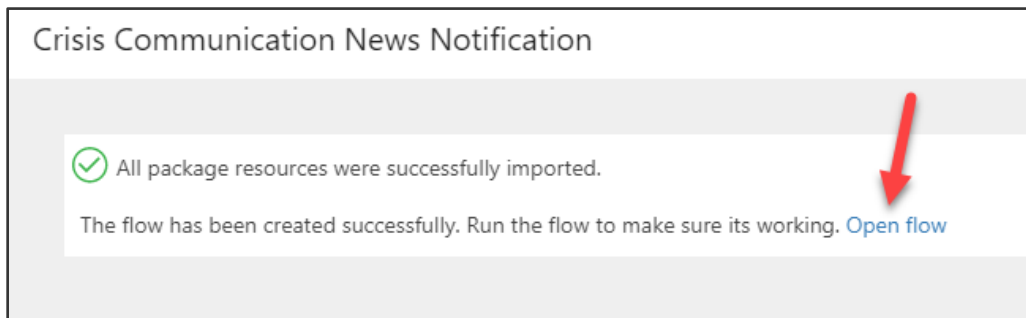 Crisis Communication News Notification
All package resources were successfully imported.
The flow has been created successfully. Run the flow to make sure its working. Open flow